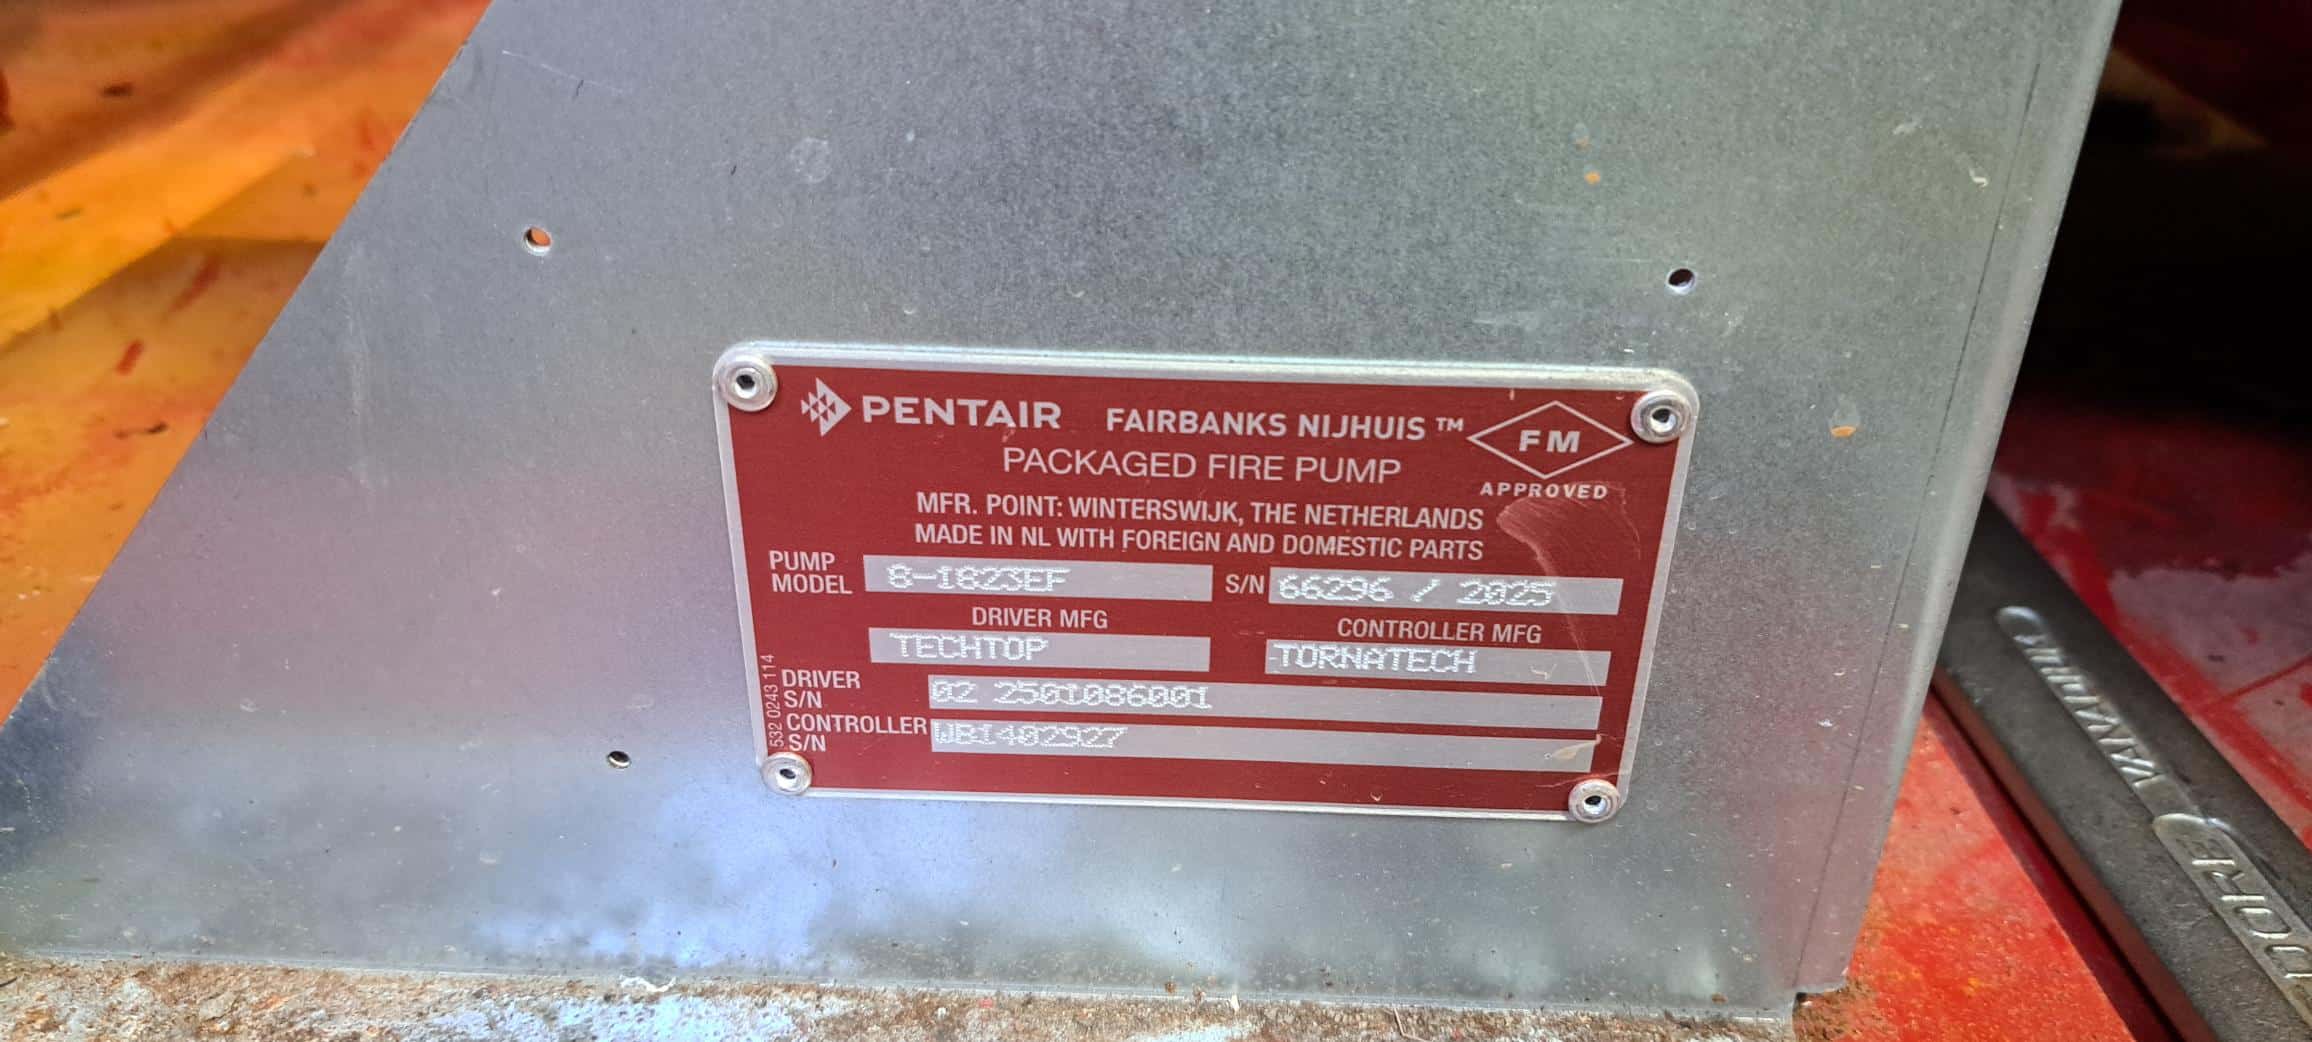 PENTAIR FAIRBANKS NIJHUIS ™
FM
APPROVED
PACKAGED FIRE PUMP
MFR. POINT: WINTERSWIJK, THE NETHERLANDS
MADE IN NL WITH FOREIGN AND DOMESTIC PARTS
PUMP MODEL 8-1823EF S/N 66296 / 2025
DRIVER MFG CONTROLLER MFG
TECHTOP TORNATECH
DRIVER S/N 02 2501086001
CONTROLLER S/N WB1402927
532 0243 114